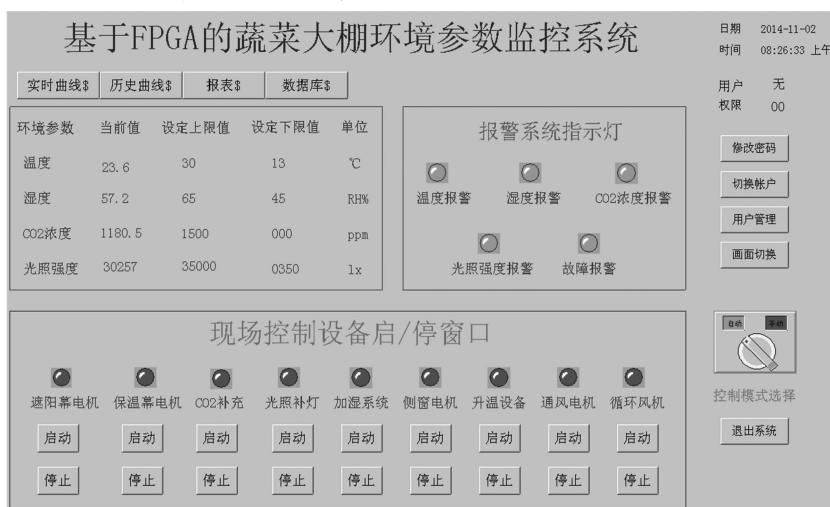 基于FPGA的蔬菜大棚环境参数监控系统
日期 2014-11-02
时间 08:26:33 上午
实时曲线$ 历史曲线$ 报表$ 数据库$
用户 无
权限 00
环境参数 当前值 设定上限值 设定下限值 单位
温度 23.6 30 13 ℃
湿度 57.2 65 45 RH%
CO2浓度 1180.5 1500 000 ppm
光照强度 30257 35000 0350 lx
报警系统指示灯
温度报警 湿度报警 CO2浓度报警
光照强度报警 故障报警
修改密码
切换帐户
用户管理
画面切换
现场控制设备启/停窗口
遮阳幕电机 保温幕电机 CO2补充 光照补灯 加湿系统 侧窗电机 升温设备 通风电机 循环风机
启动 启动 启动 启动 启动 启动 启动 启动 启动
停止 停止 停止 停止 停止 停止 停止 停止 停止
自动 手动
控制模式选择
退出系统